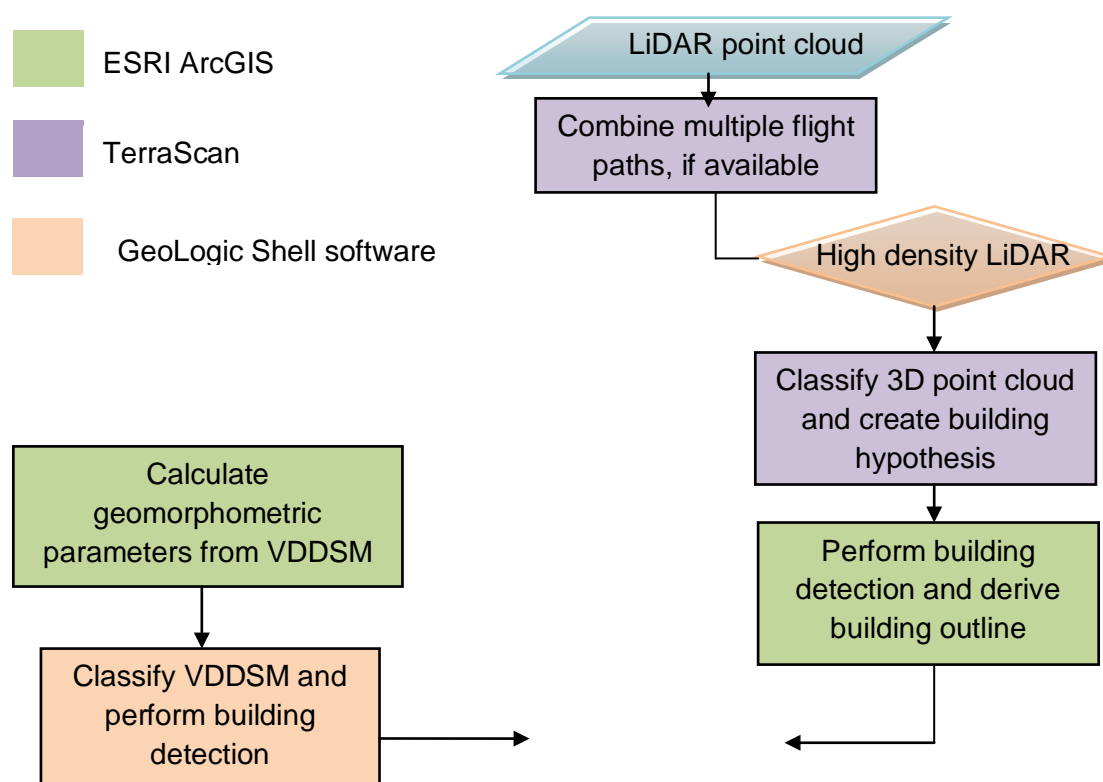 ESRI ArcGIS
TerraScan
GeoLogic Shell software
LiDAR point cloud
Combine multiple flight
paths, if available
High density LiDAR
Classify 3D point cloud
and create building
hypothesis
Perform building
detection and derive
building outline
Calculate
geomorphometric
parameters from VDDSM
Classify VDDSM and
perform building
detection